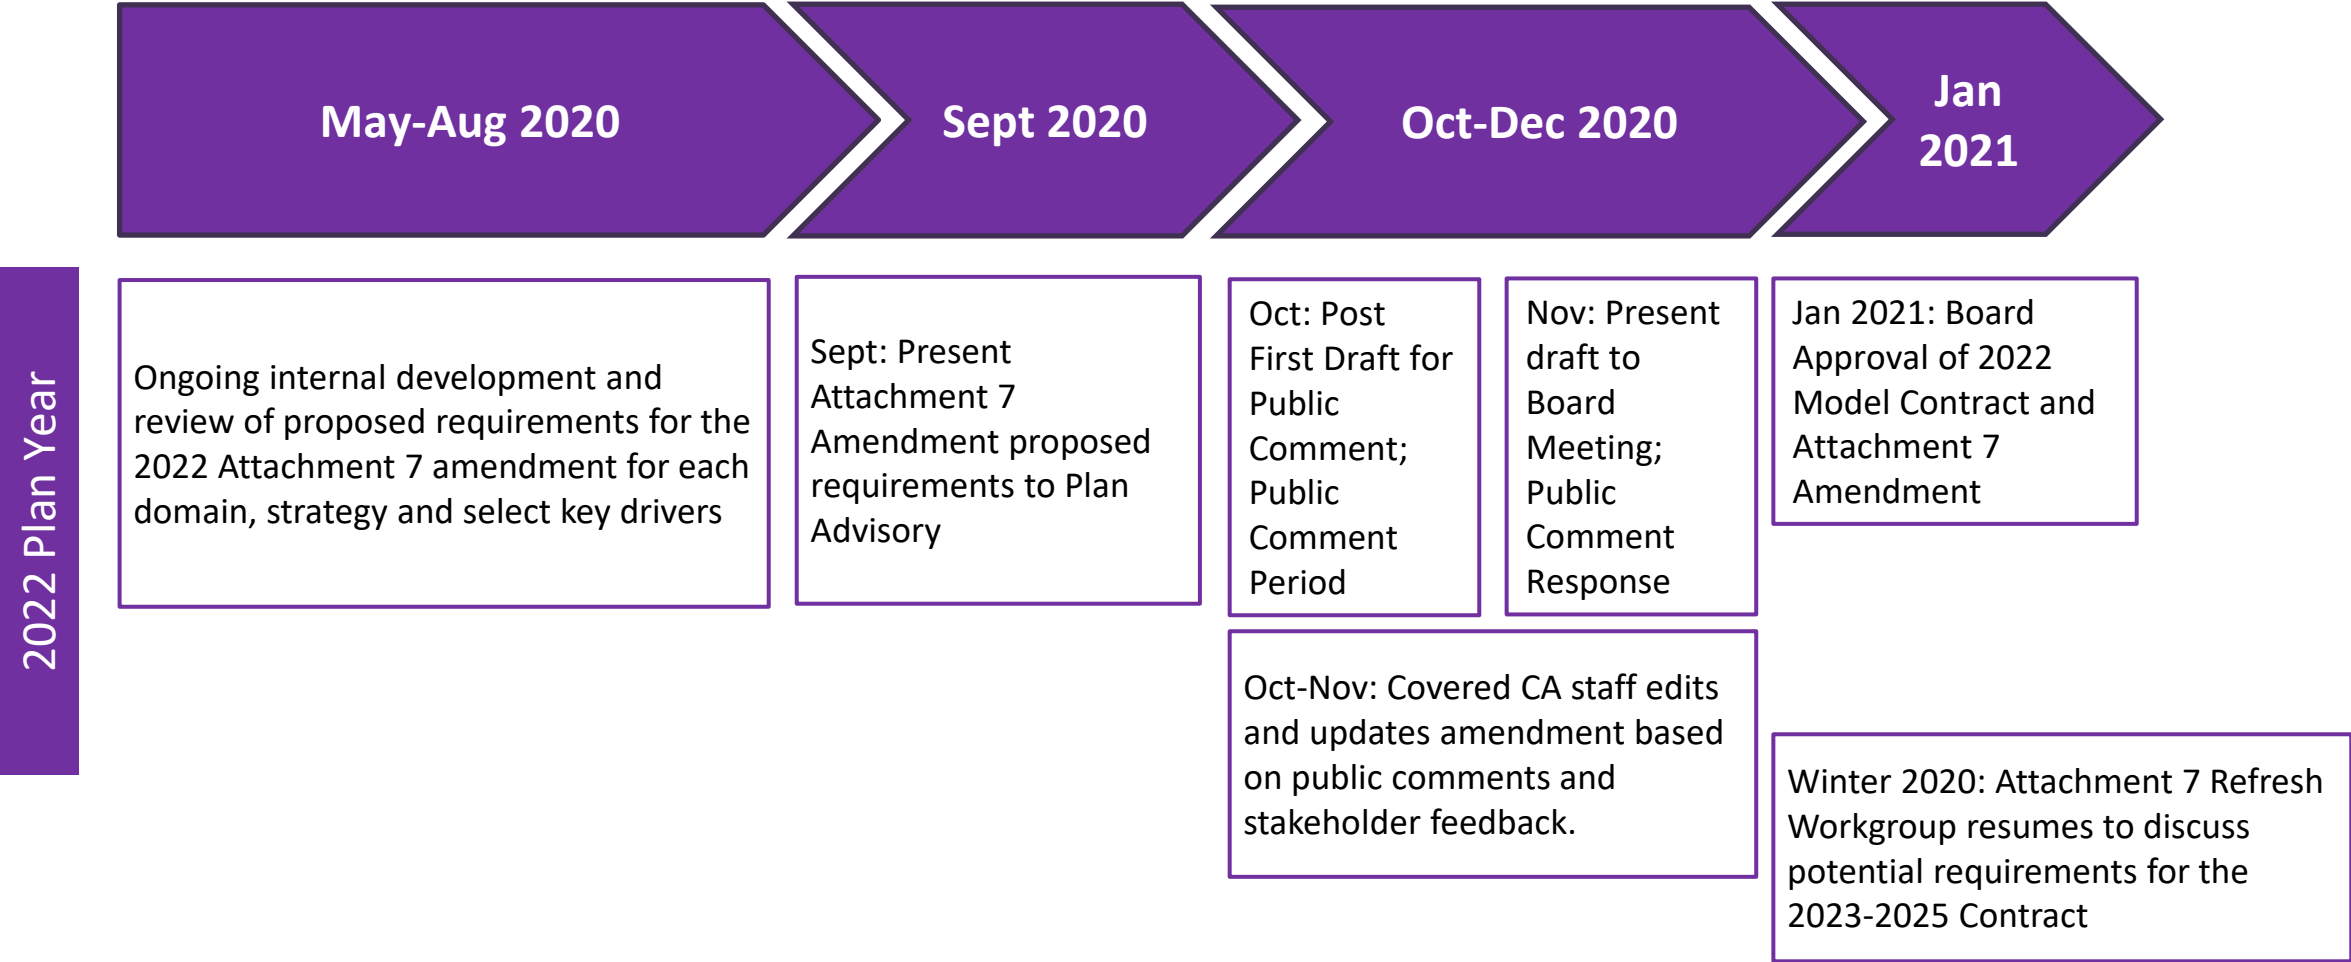 May-Aug 2020
Sept 2020
Oct-Dec 2020
Jan
2021
2022 Plan Year
Ongoing internal development and
review of proposed requirements for the
2022 Attachment 7 amendment for each
domain, strategy and select key drivers
Sept: Present
Attachment 7
Amendment proposed
requirements to Plan
Advisory
Oct: Post
First Draft for
Public
Comment;
Public
Comment
Period
Nov: Present
draft to
Board
Meeting;
Public
Comment
Response
Oct-Nov: Covered CA staff edits
and updates amendment based
on public comments and
stakeholder feedback.
Jan 2021: Board
Approval of 2022
Model Contract and
Attachment 7
Amendment
Winter 2020: Attachment 7 Refresh
Workgroup resumes to discuss
potential requirements for the
2023-2025 Contract